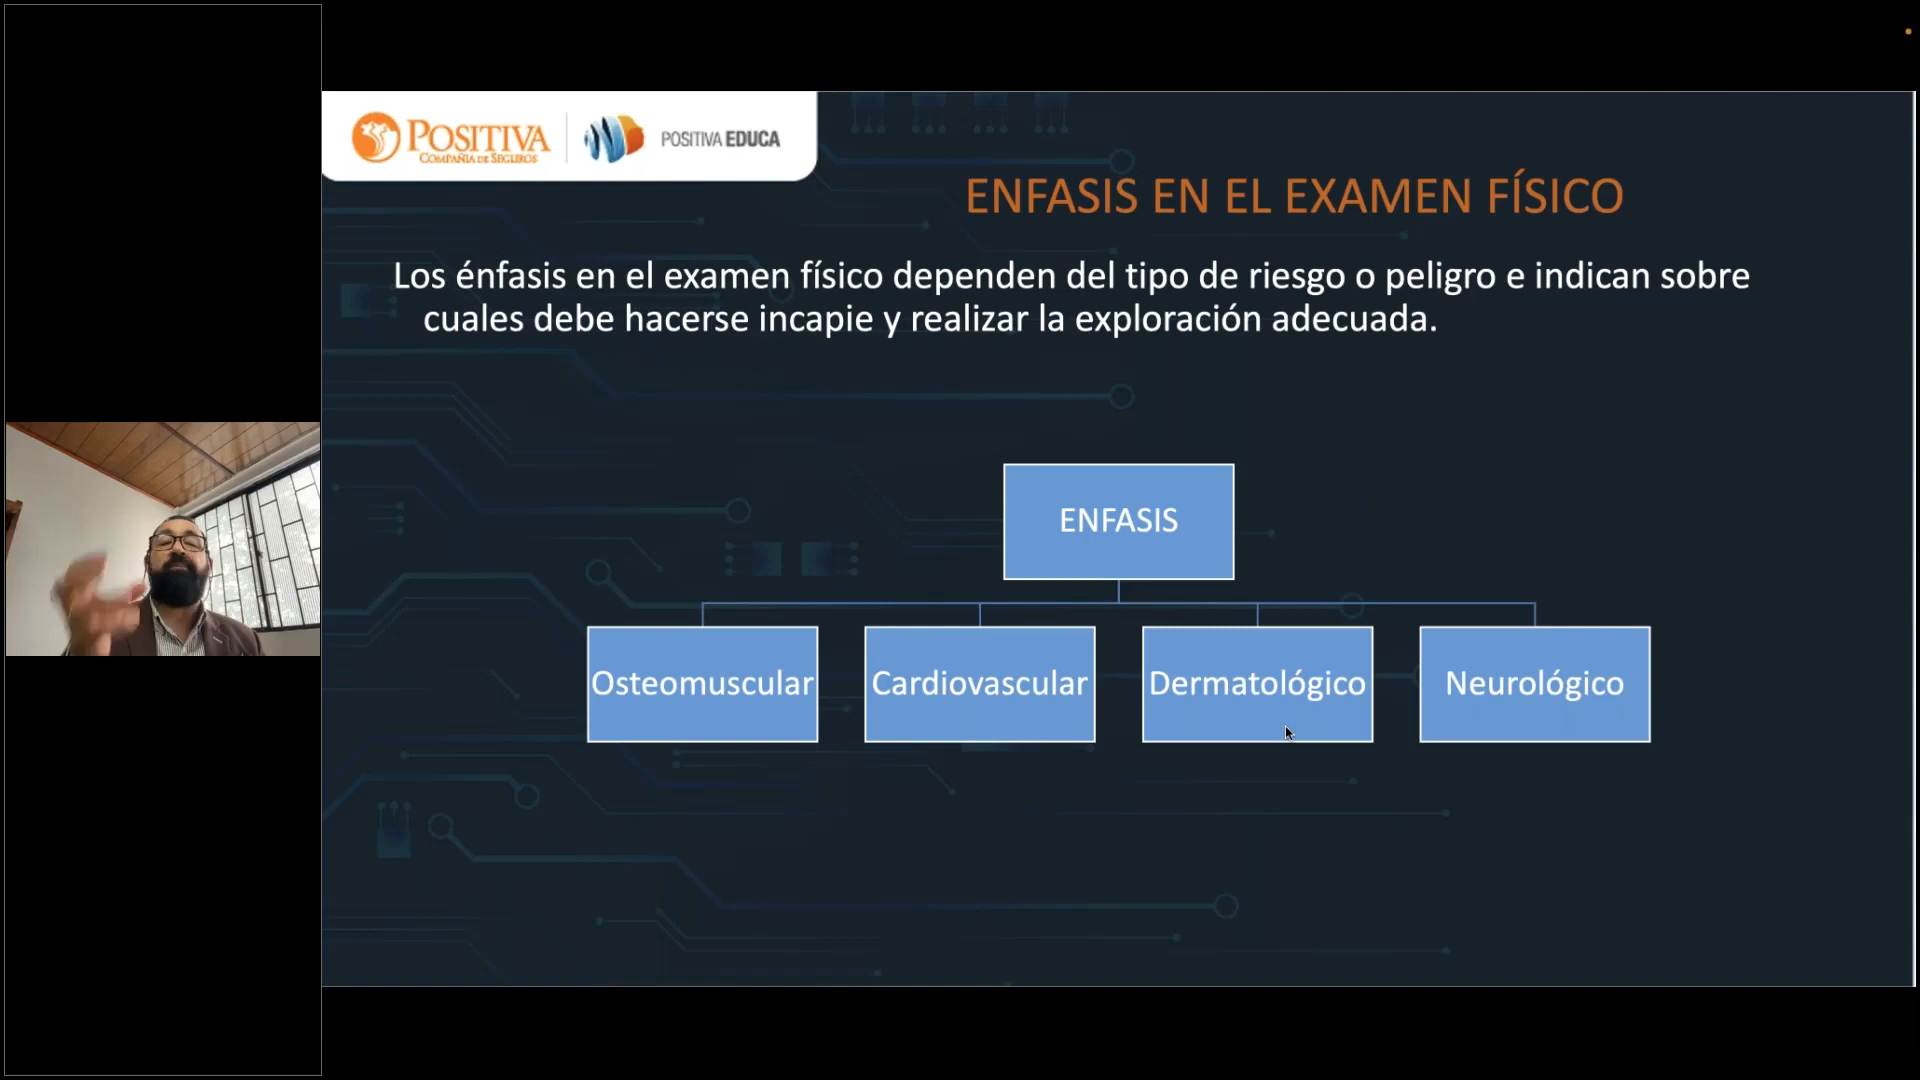 POSITIVA
COMPAÑIA DE SEGUROS
POSITIVA EDUCA
ENFASIS EN EL EXAMEN FÍSICO
Los énfasis en el examen físico dependen del tipo de riesgo o peligro e indican sobre
cuales debe hacerse incapie y realizar la exploración adecuada.
ENFASIS
Osteomuscular
Cardiovascular
Dermatológico
Neurológico